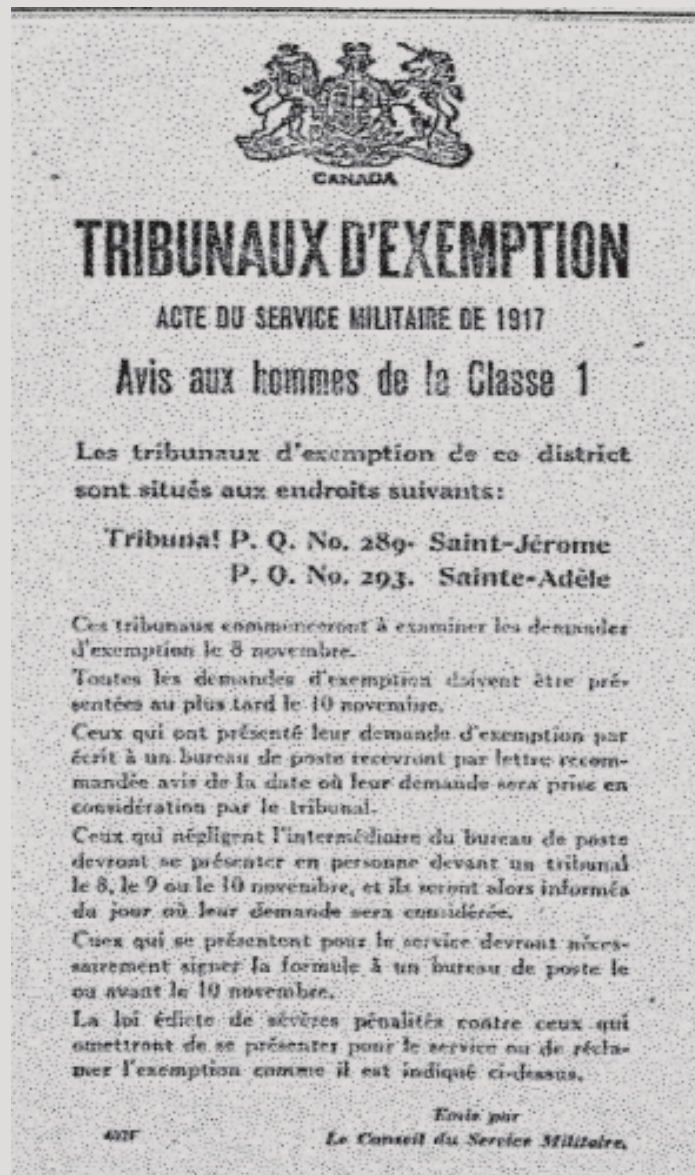 CANADA
TRIBUNAUX D'EXEMPTION
ACTE DU SERVICE MILITAIRE DE 1917
Avis aux hommes de la Classe 1
Les tribunaux d'exemption de ce district
sont situés aux endroits suivants:
Tribunal P. Q. No. 289. Saint-Jérome
P. Q. No. 293. Sainte-Adèle
Ces tribunaux commenceront à examiner les demandes
d'exemption le 8 novembre.
Toutes les demandes d'exemption doivent être pré-
sentées au plus tard le 10 novembre.
Ceux qui ont présenté leur demande d'exemption par
écrit à un bureau de poste recevront par lettre recom-
mandée avis de la date où leur demande sera prise en
considération par le tribunal.
Ceux qui négligent l'intermédiaire du bureau de poste
devront se présenter en personne devant un tribunal
le 8, le 9 ou le 10 novembre, et ils seront alors informés
du jour où leur demande sera considérée.
Cuex qui se présentent pour le service devront néces-
sairement signer la formule à un bureau de poste le
ou avant le 10 novembre.
La loi édicte de sévères pénalités contre ceux qui
omettront de se présenter pour le service ou de récla-
mer l'exemption comme il est indiqué ci-dessus.
Emis par
Le Conseil du Service Militaire.